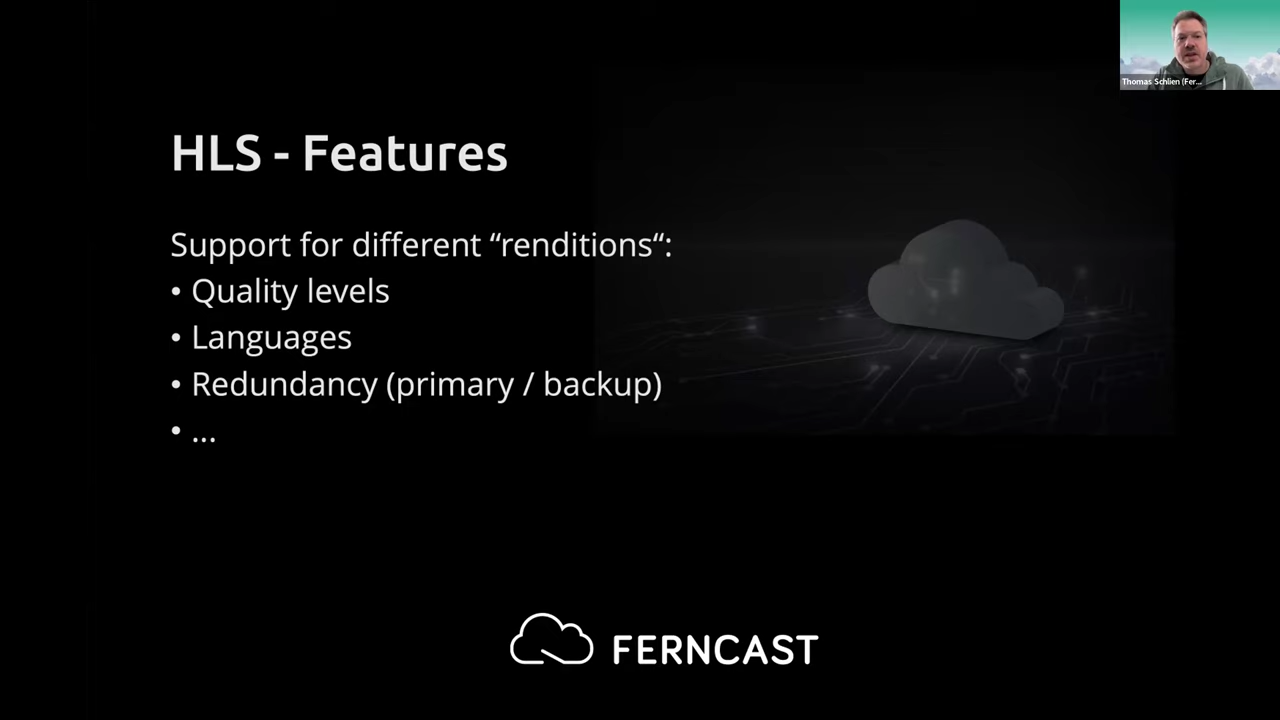 Thomas Schlien (Fer...
HLS - Features
Support for different “renditions“:
• Quality levels
• Languages
• Redundancy (primary / backup)
• ...
FERNCAST